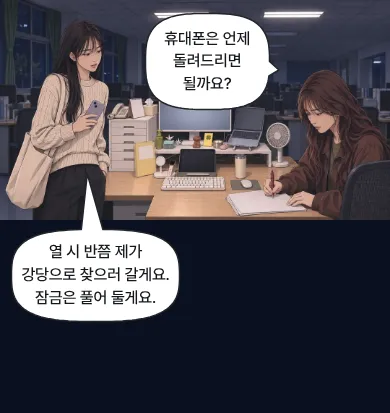 휴대폰은 언제
돌려드리면
될까요?
열 시 반쯤 제가
강당으로 찾으러 갈게요.
잠금은 풀어 둘게요.